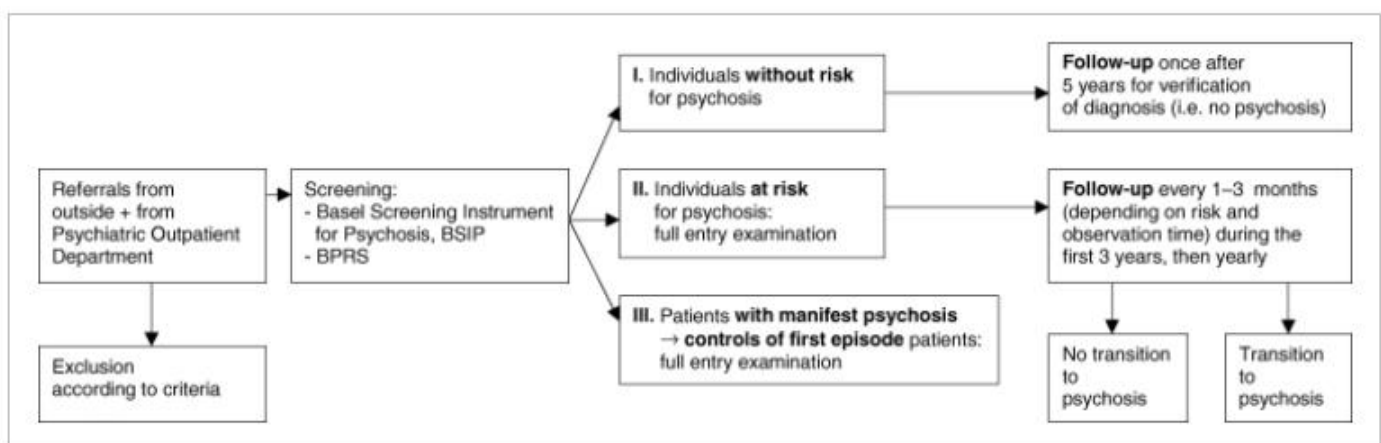 Referrals from
outside + from
Psychiatric Outpatient
Department
Exclusion
according to criteria
Screening:
- Basel Screening Instrument
for Psychosis, BSIP
- BPRS
I. Individuals without risk
for psychosis
Follow-up once after
5 years for verification
of diagnosis (i.e. no psychosis)
II. Individuals at risk
for psychosis:
full entry examination
Follow-up every 1–3 months
(depending on risk and
observation time) during the
first 3 years, then yearly
III. Patients with manifest psychosis
→ controls of first episode patients:
full entry examination
No transition
to
psychosis
Transition
to
psychosis